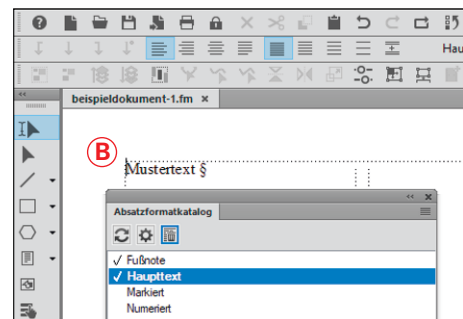 Hau
beispieldokument-1.fm ×
B
Mustertext §
Absatzformatkatalog
✓ Fußnote
✓ Haupttext
Markiert
Numeriert